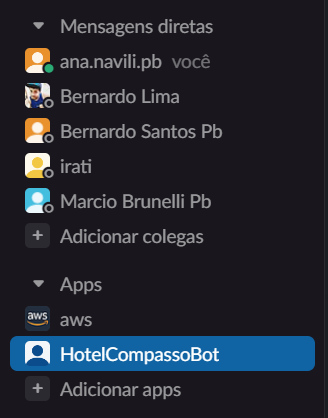 Mensagens diretas
ana.navili.pb você
Bernardo Lima
Bernardo Santos Pb
irati
Marcio Brunelli Pb
+ Adicionar colegas
Apps
aws aws
HotelCompassoBot
+ Adicionar apps